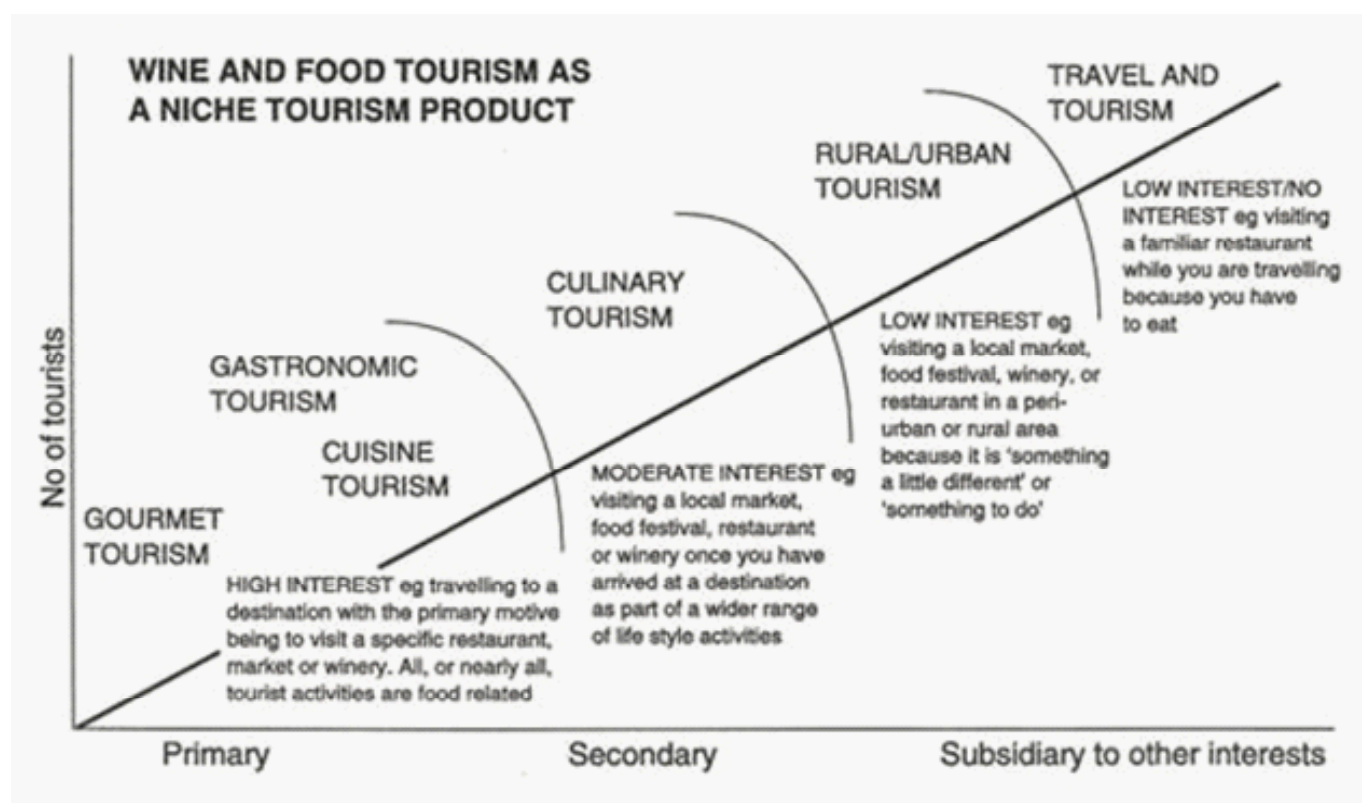 WINE AND FOOD TOURISM AS
A NICHE TOURISM PRODUCT
TRAVEL AND
TOURISM
RURAL/URBAN
TOURISM
LOW INTEREST/NO
INTEREST eg visiting
a familiar restaurant
while you are travelling
because you have
to eat
CULINARY
TOURISM
LOW INTEREST eg
visiting a local market,
food festival, winery, or
restaurant in a peri-
urban or rural area
because it is 'something
a little different' or
'something to do'
GASTRONOMIC
TOURISM
CUISINE
TOURISM
MODERATE INTEREST eg
visiting a local market,
food festival, restaurant
or winery once you have
arrived at a destination
as part of a wider range
of life style activities
GOURMET
TOURISM
HIGH INTEREST eg travelling to a
destination with the primary motive
being to visit a specific restaurant,
market or winery. All, or nearly all,
tourist activities are food related
No of tourists
Primary
Secondary
Subsidiary to other interests